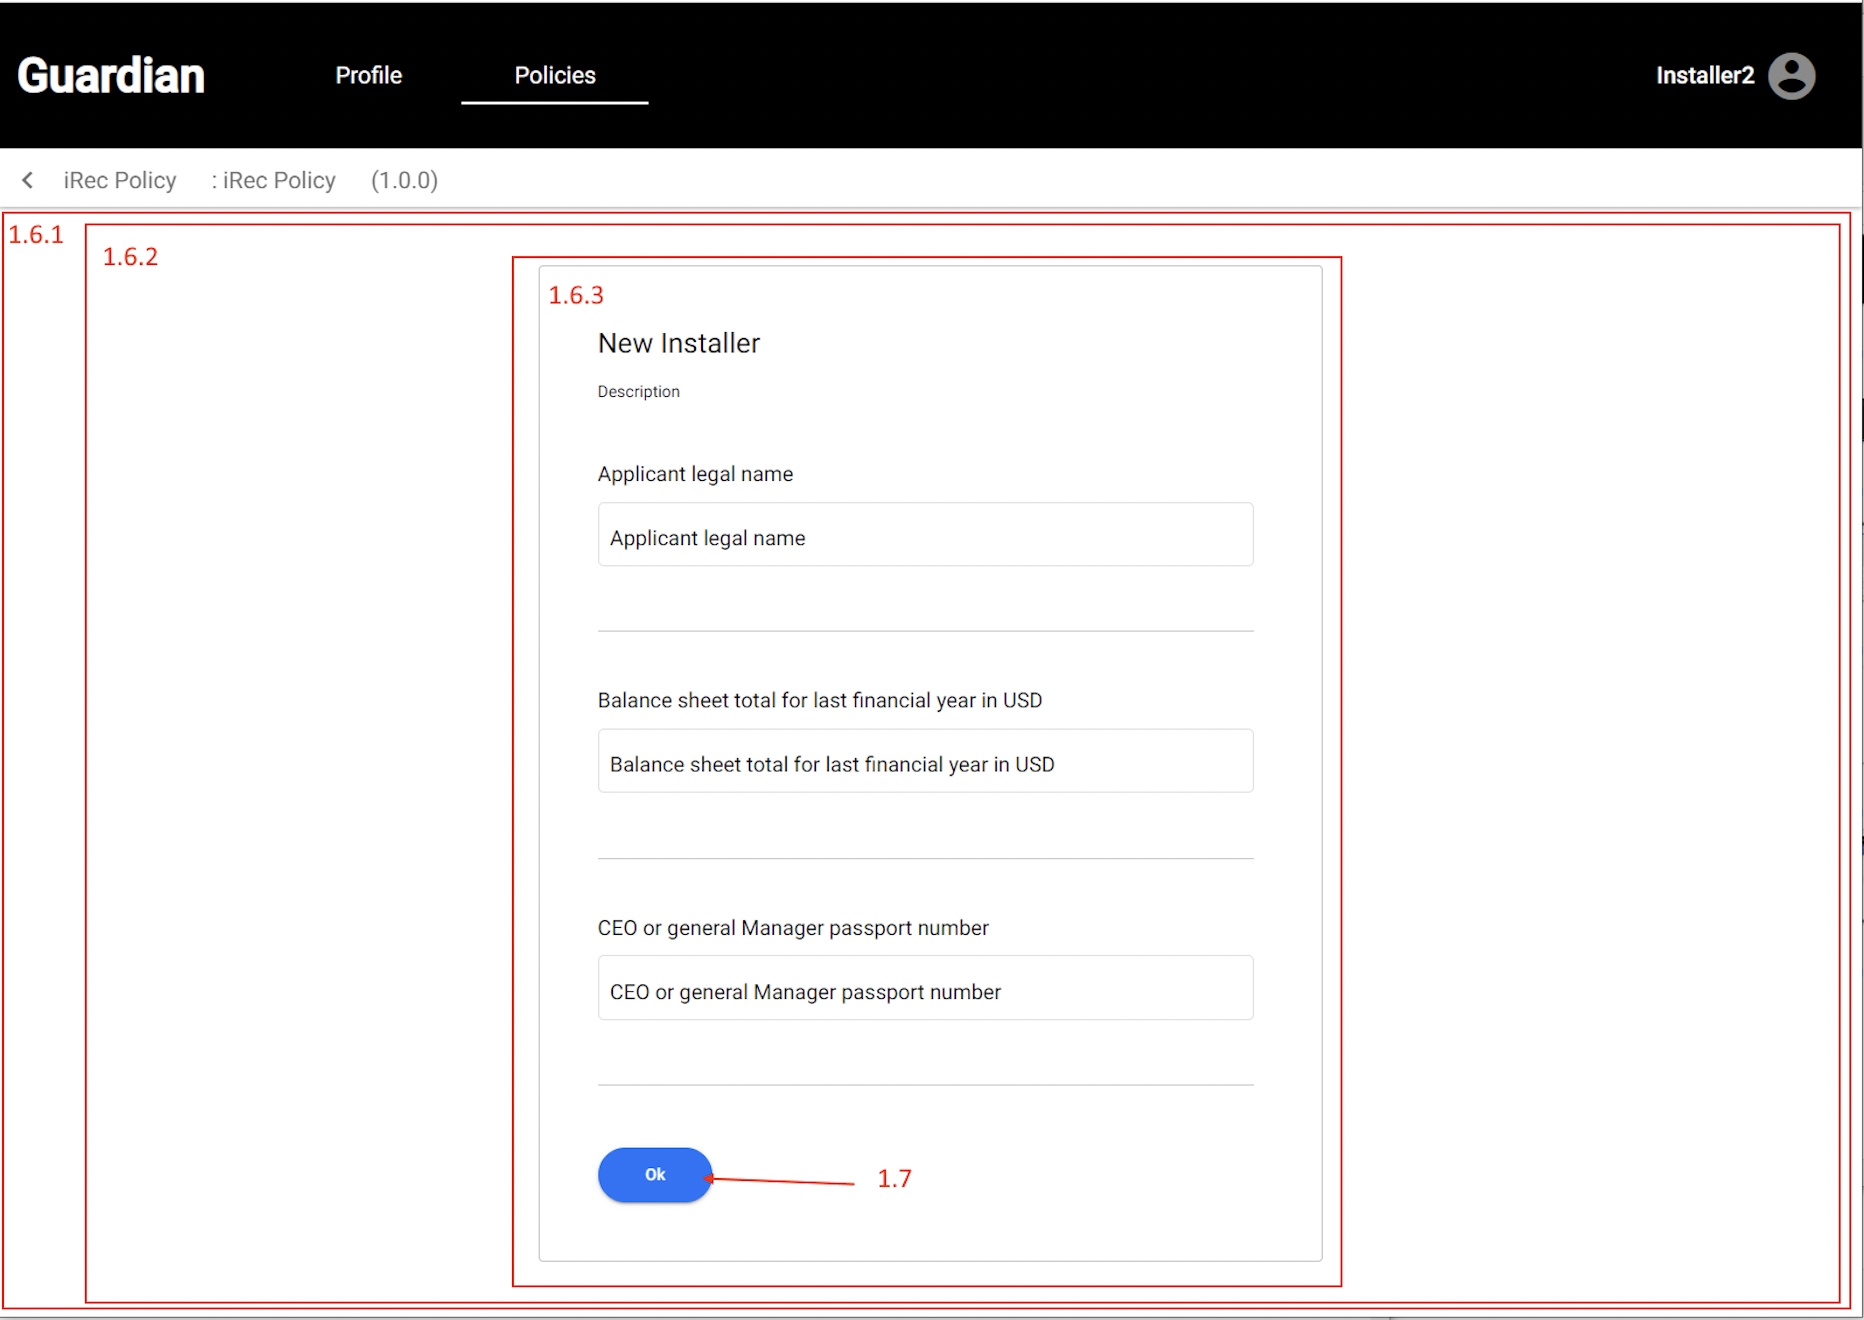 Guardian Profile Policies Installer2
iRec Policy : iRec Policy (1.0.0)
1.6.1
1.6.2
1.6.3
New Installer
Description
Applicant legal name
Applicant legal name
Balance sheet total for last financial year in USD
Balance sheet total for last financial year in USD
CEO or general Manager passport number
CEO or general Manager passport number
Ok
1.7